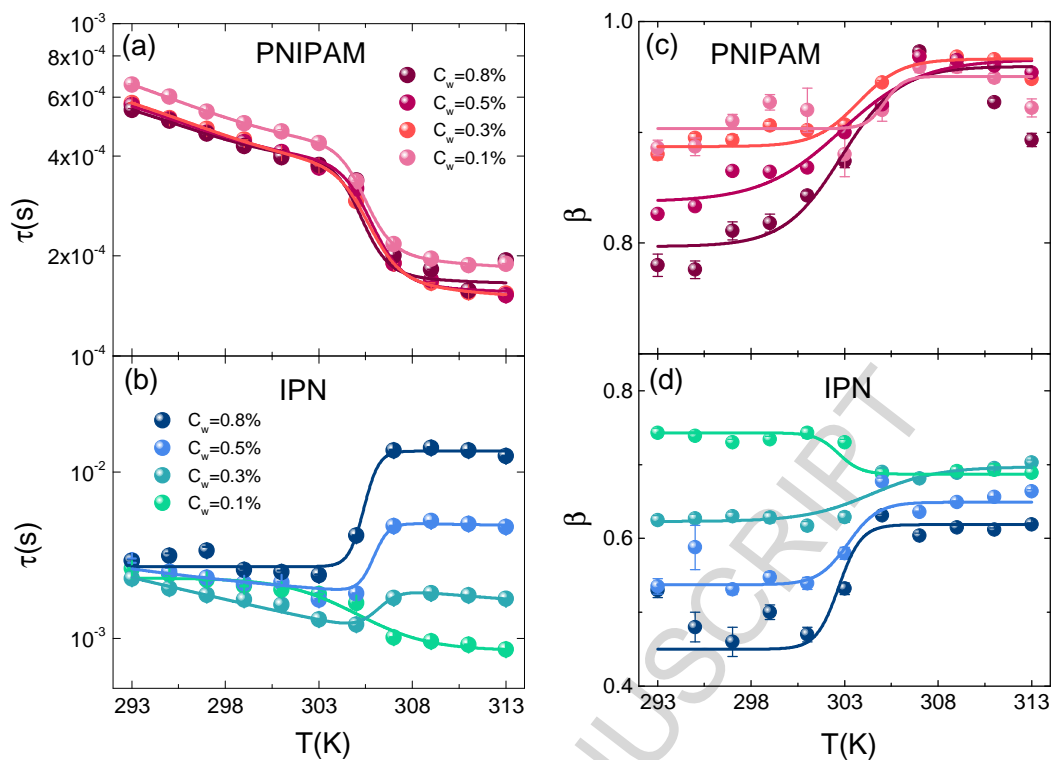 (a)
PNIPAM
C_w=0.8%
C_w=0.5%
C_w=0.3%
C_w=0.1%
10^-3
8x10^-4
6x10^-4
4x10^-4
2x10^-4
10^-4
τ(s)
(c)
PNIPAM
1.0
0.9
0.8
β
(b)
IPN
C_w=0.8%
C_w=0.5%
C_w=0.3%
C_w=0.1%
10^-2
10^-3
τ(s)
293
298
303
308
313
T(K)
(d)
IPN
0.8
0.6
0.4
β
293
298
303
308
313
T(K)
NUSCRIPT